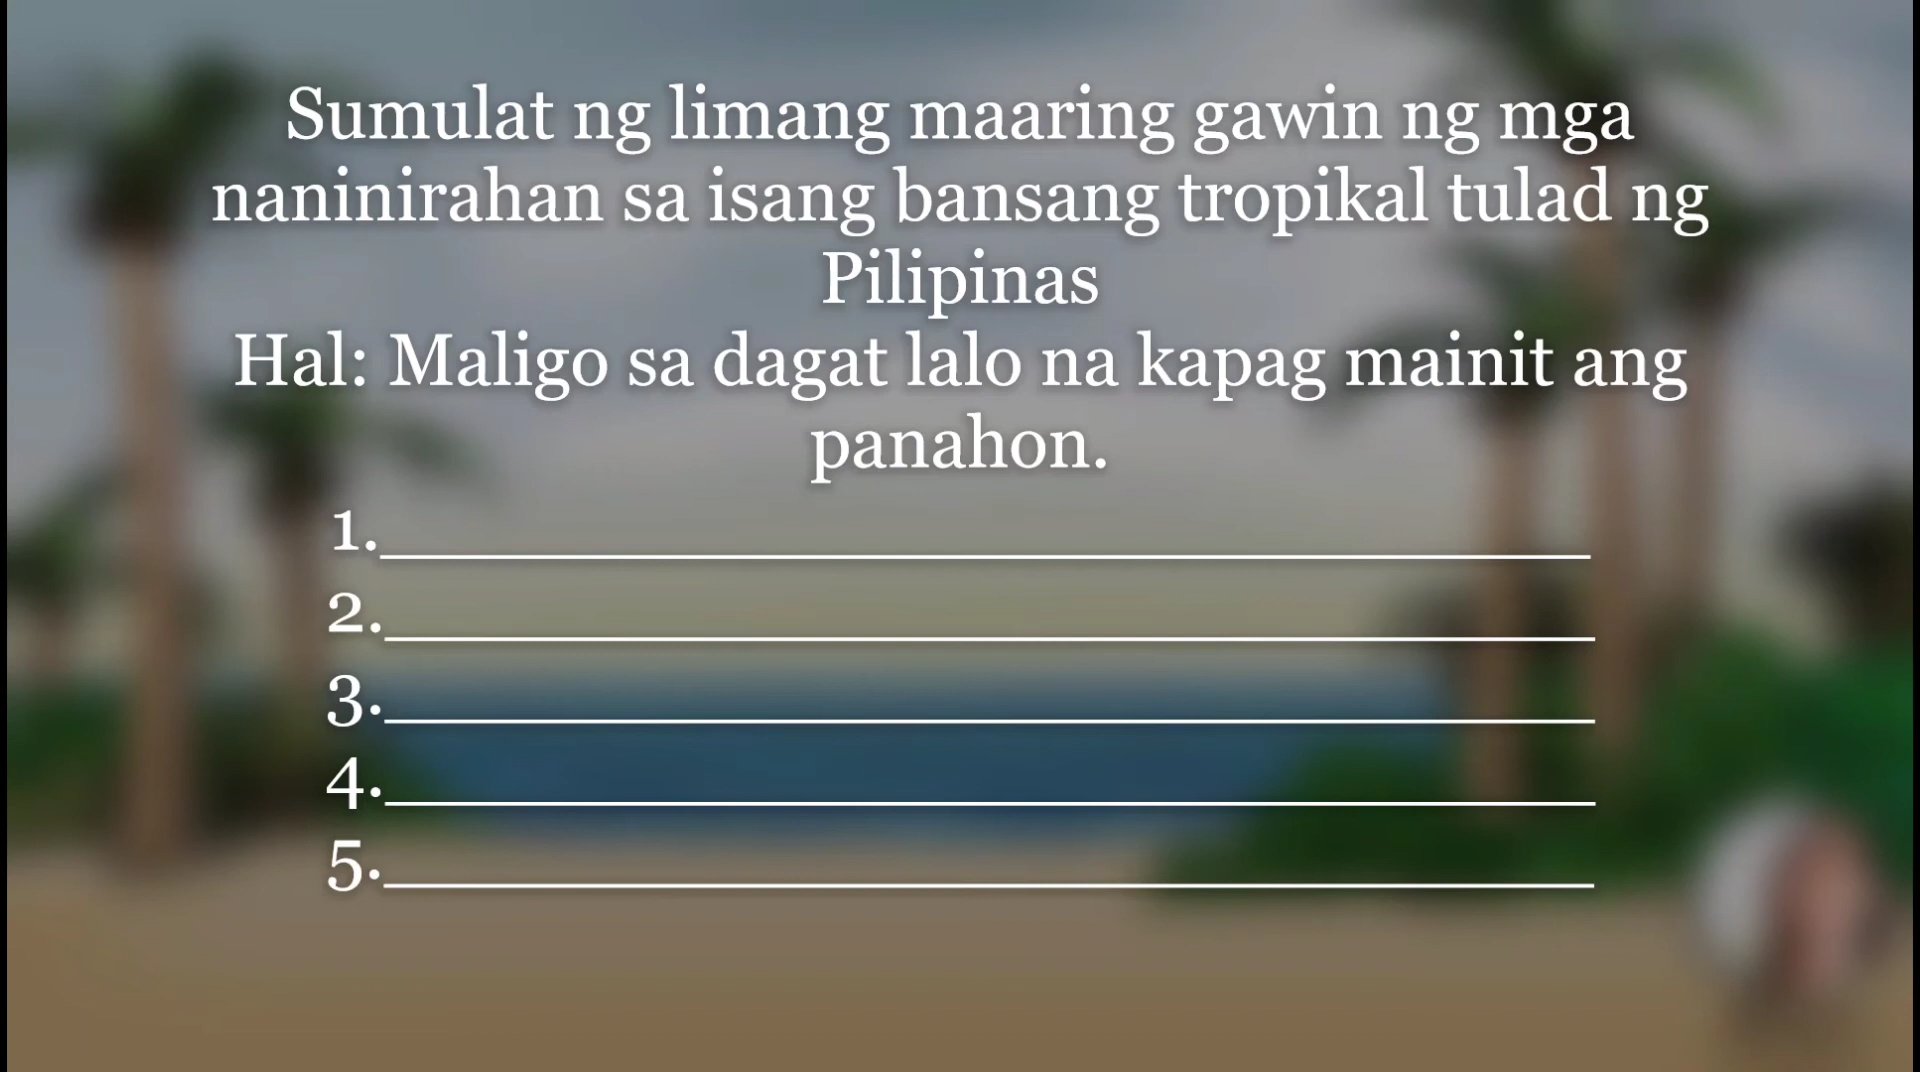 Sumulat ng limang maaring gawin ng mga
naninirahan sa isang bansang tropikal tulad ng
Pilipinas
Hal: Maligo sa dagat lalo na kapag mainit ang
panahon.
1.
2.
3.
4.
5.